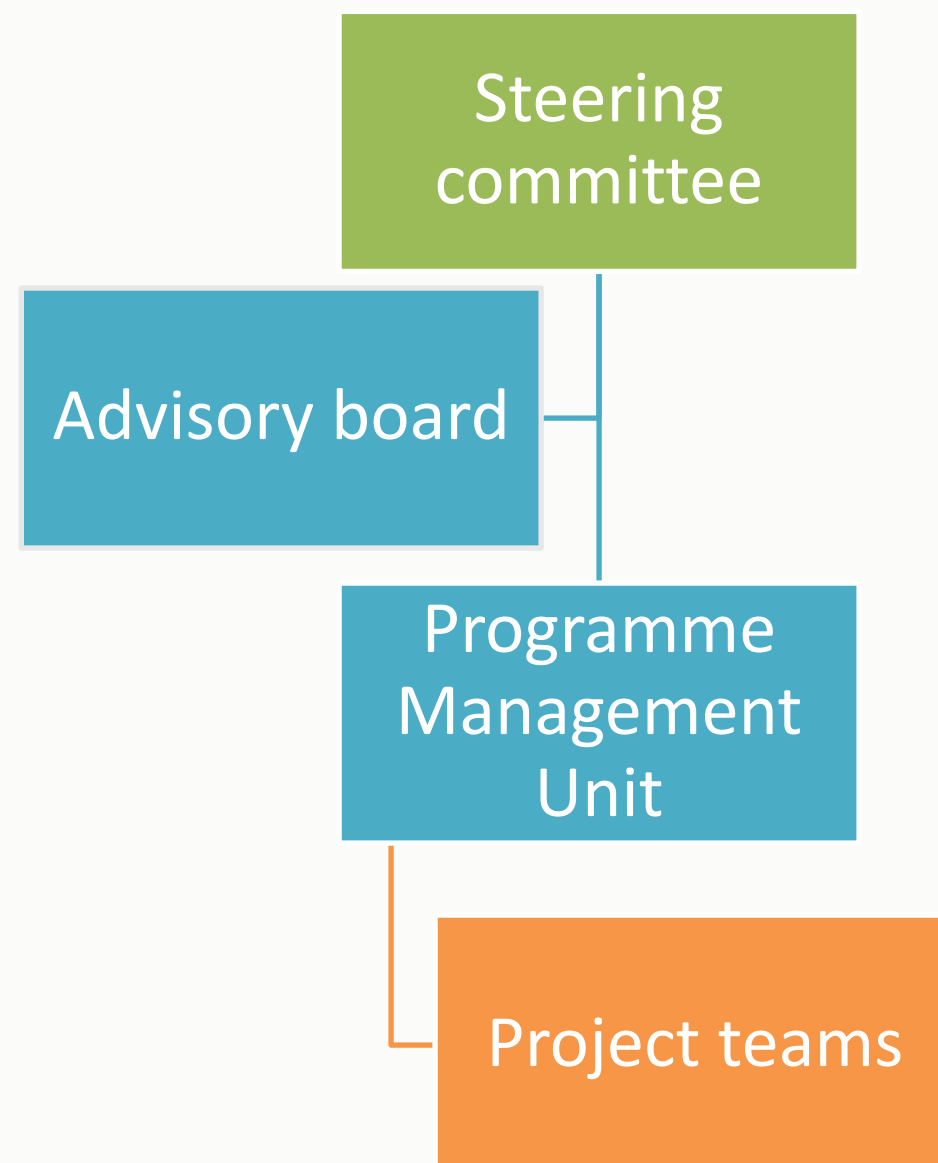 Steering
committee
Advisory board
Programme
Management
Unit
Project teams